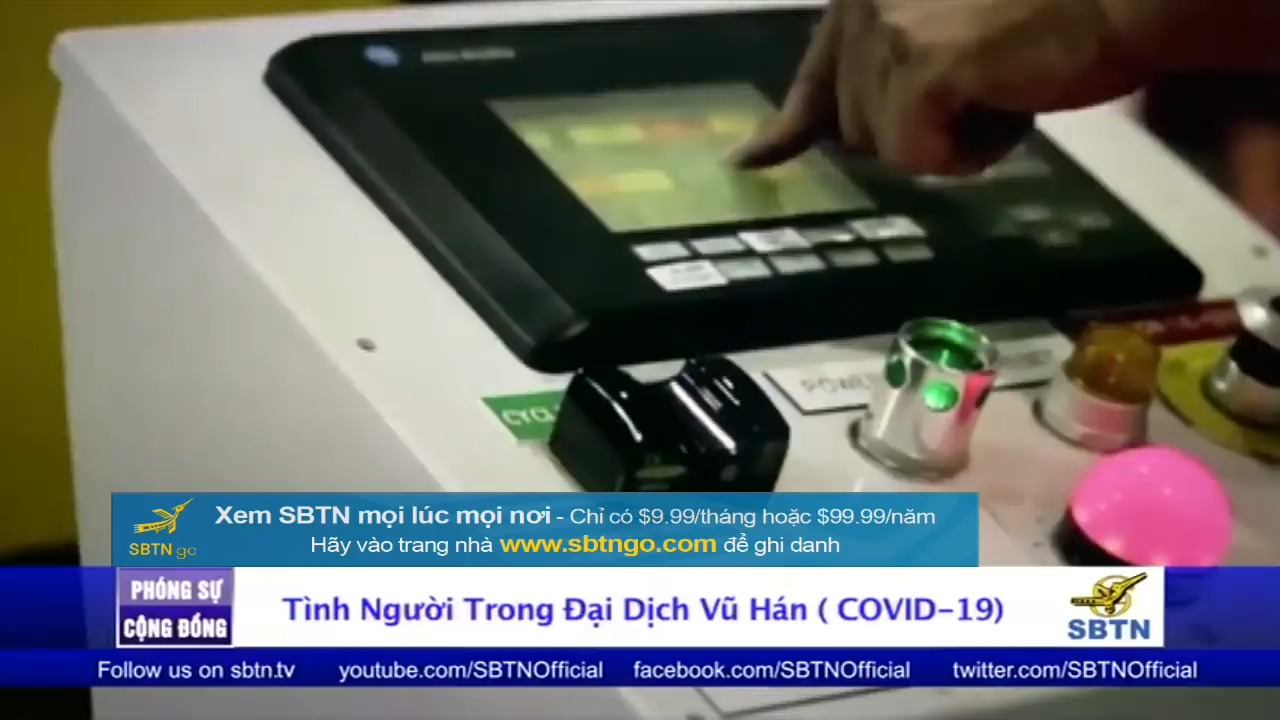 CYCL
POWE
Xem SBTN mọi lúc mọi nơi - Chỉ có $9.99/tháng hoặc $99.99/năm
SBTN go
Hãy vào trang nhà www.sbtngo.com để ghi danh
PHÓNG SỰ
CỘNG ĐỒNG
Tình Người Trong Đại Dịch Vũ Hán ( COVID-19)
SBTN
Follow us on sbtn.tv youtube.com/SBTNOfficial facebook.com/SBTNOfficial twitter.com/SBTNOfficial